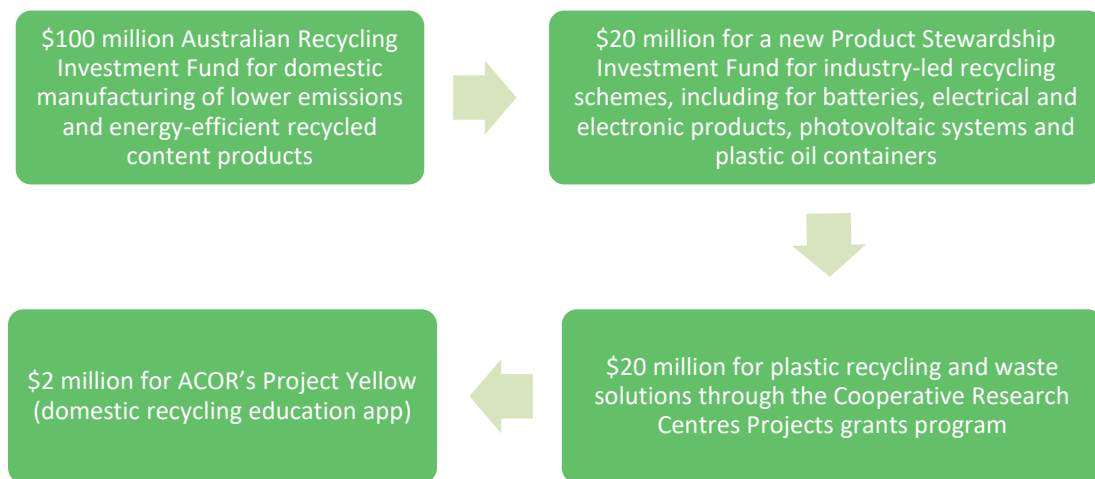 $100 million Australian Recycling
Investment Fund for domestic
manufacturing of lower emissions
and energy-efficient recycled
content products
$20 million for a new Product Stewardship
Investment Fund for industry-led recycling
schemes, including for batteries, electrical and
electronic products, photovoltaic systems and
plastic oil containers
$20 million for plastic recycling and waste
solutions through the Cooperative Research
Centres Projects grants program
$2 million for ACOR’s Project Yellow
(domestic recycling education app)